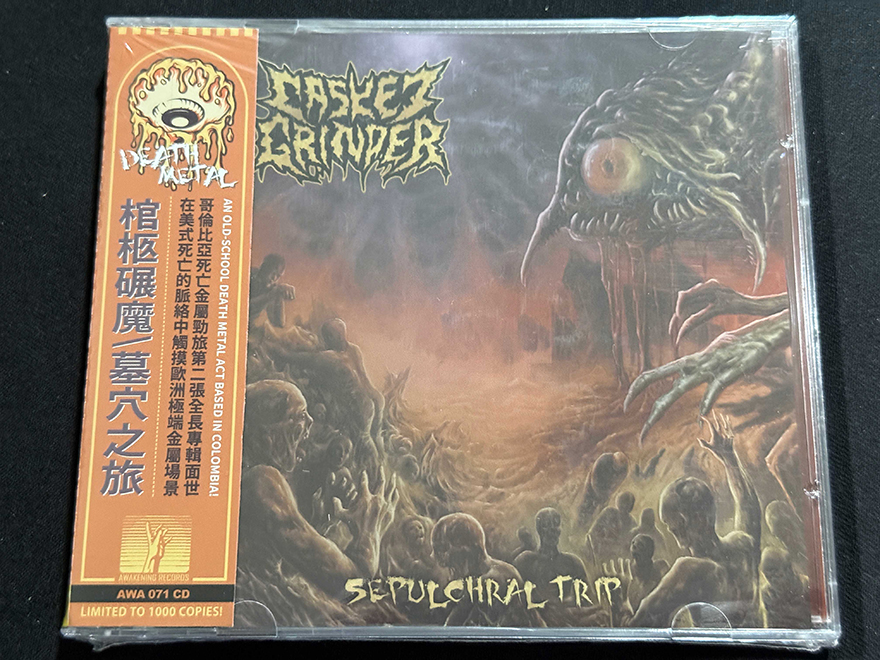 DEATH
METAL
棺柩碾魔/墓穴之旅
AN OLD-SCHOOL DEATH METAL ACT BASED IN COLOMBIA!
哥倫比亞死亡金屬勁旅第二張全長專輯面世
在美式死亡的脈絡中觸摸歐洲極端金屬場景
AWAKENING RECORDS
AWA 071 CD
LIMITED TO 1000 COPIES!
CASKET
GRINDER
SEPULCHRAL TRIP